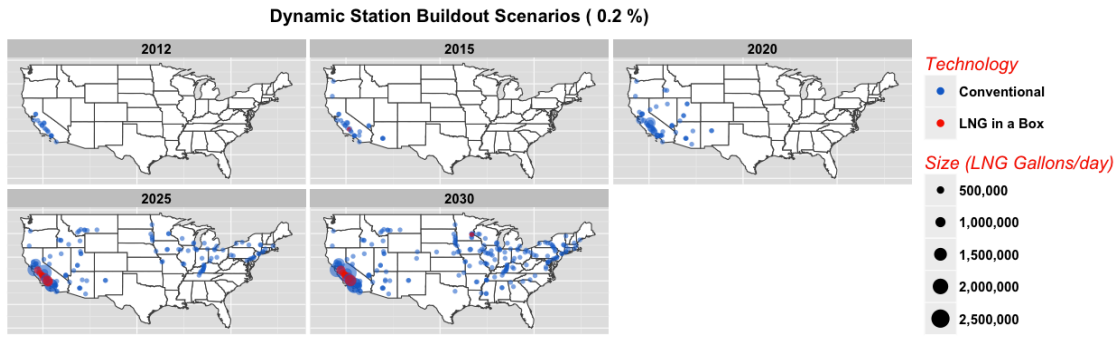 Dynamic Station Buildout Scenarios ( 0.2 %)
2012
2015
2020
2025
2030
Technology
Conventional
LNG in a Box
Size (LNG Gallons/day)
500,000
1,000,000
1,500,000
2,000,000
2,500,000